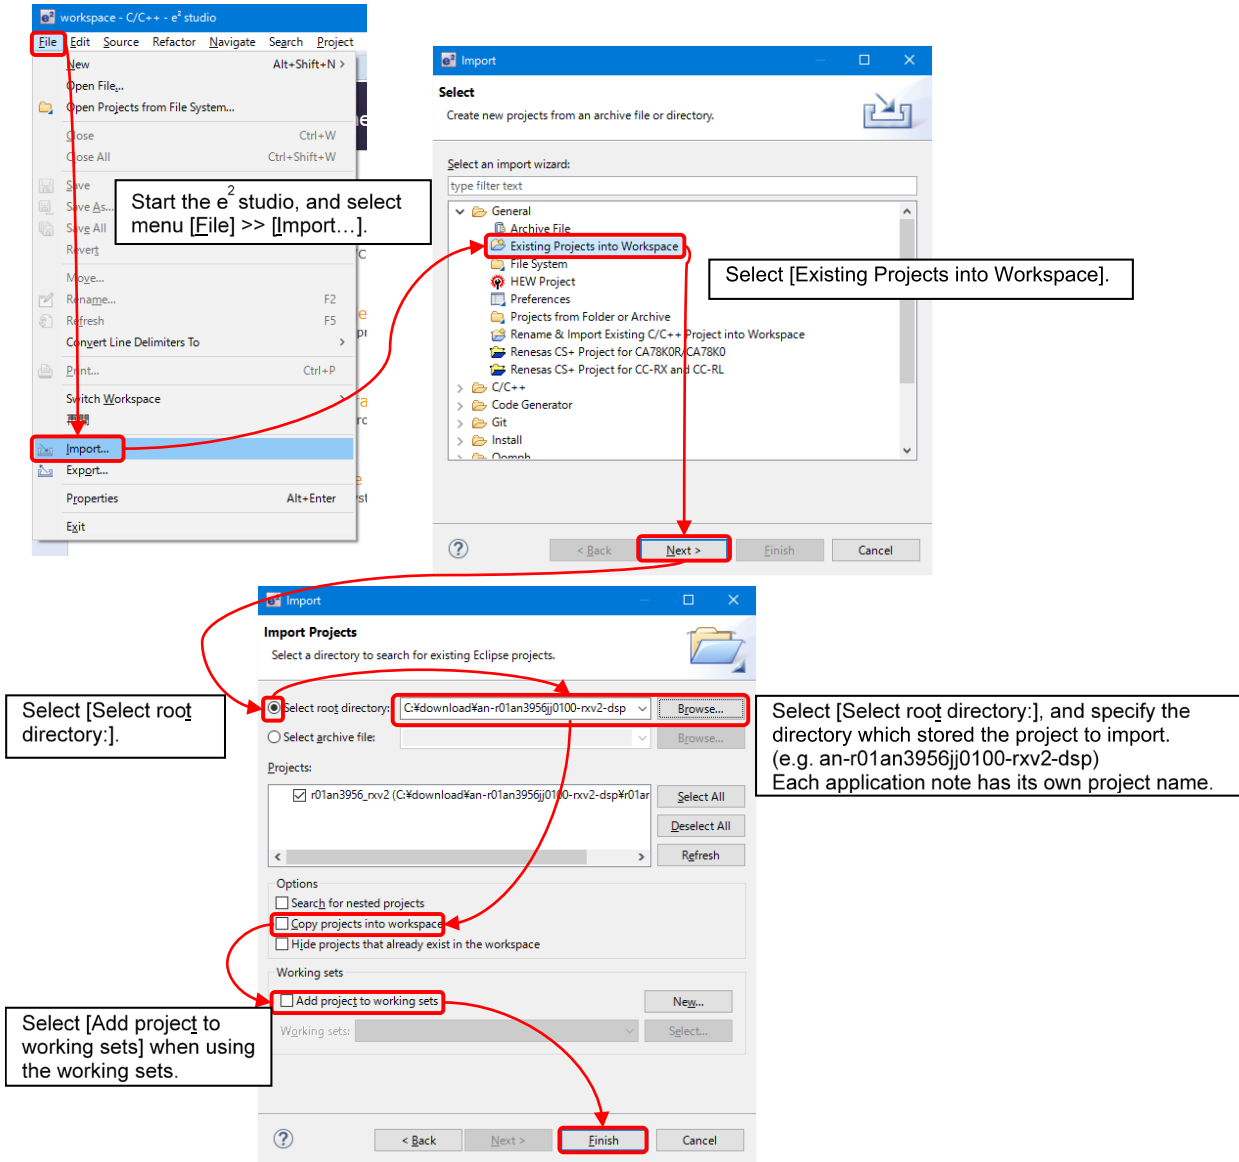 workspace - C/C++ - e² studio
File Edit Source Refactor Navigate Search Project
New Alt+Shift+N >
Open File...
Open Projects from File System...
Close Ctrl+W
Close All Ctrl+Shift+W
Save
Save As...
Save All
Revert
Move...
Rename... F2
Refresh F5
Convert Line Delimiters To >
Print... Ctrl+P
Switch Workspace
再開
Import...
Export...
Properties Alt+Enter
Exit
Start the e² studio, and select
menu [File] >> [Import…].
e² Import
Select
Create new projects from an archive file or directory.
Select an import wizard:
type filter text
General
Archive File
Existing Projects into Workspace
File System
HEW Project
Preferences
Projects from Folder or Archive
Rename & Import Existing C/C++ Project into Workspace
Renesas CS+ Project for CA78K0R/CA78K0
Renesas CS+ Project for CC-RX and CC-RL
C/C++
Code Generator
Git
Install
Oomph
< Back Next > Finish Cancel
Select [Existing Projects into Workspace].
e² Import
Import Projects
Select a directory to search for existing Eclipse projects.
Select root directory: C:¥download¥an-r01an3956jj0100-rxv2-dsp Browse...
Select archive file: Browse...
Projects:
r01an3956_rxv2 (C:¥download¥an-r01an3956jj0100-rxv2-dsp¥r01ar
Select All
Deselect All
Refresh
Options
Search for nested projects
Copy projects into workspace
Hide projects that already exist in the workspace
Working sets
Add project to working sets New...
Working sets: Select...
< Back Next > Finish Cancel
Select [Select root
directory:].
Select [Select root directory:], and specify the
directory which stored the project to import.
(e.g. an-r01an3956jj0100-rxv2-dsp)
Each application note has its own project name.
Select [Add project to
working sets] when using
the working sets.